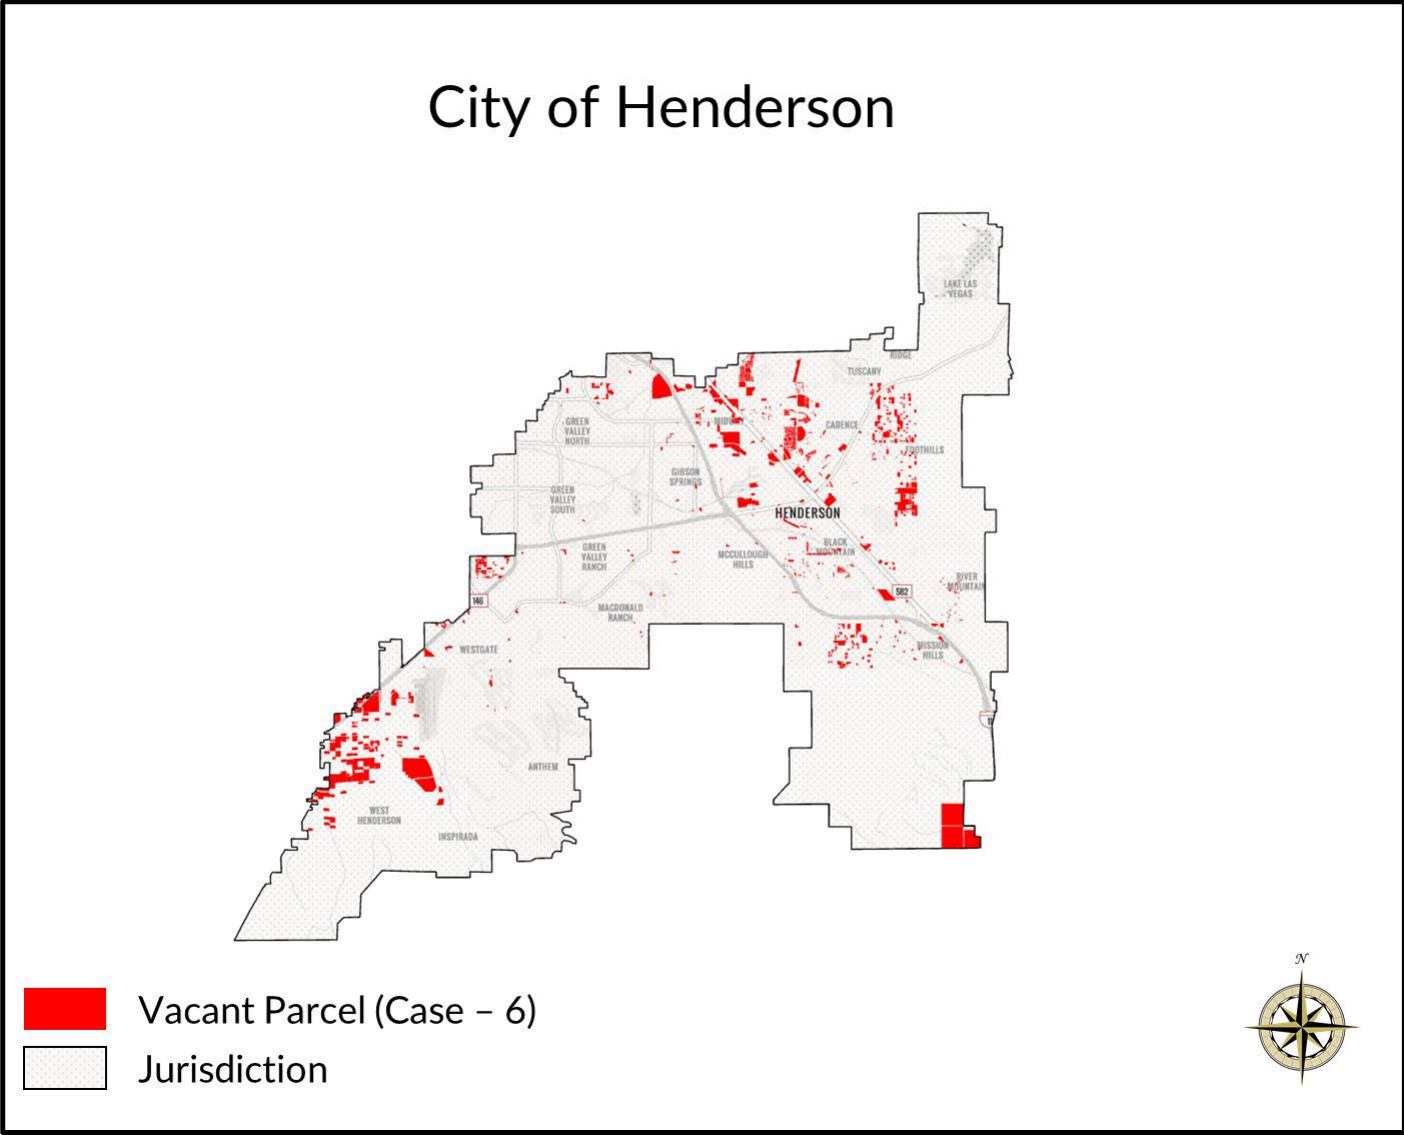 City of Henderson
LAKE LAS
VEGAS
RIDGE
TUSCANY
GREEN
VALLEY
NORTH
CADENCE
FOOTHILLS
GIBSON
SPRINGS
GREEN
VALLEY
SOUTH
HENDERSON
GREEN
VALLEY
RANCH
MCCULLOUGH
HILLS
BLACK
MOUNTAIN
RIVER
MOUNTAIN
582
146
MACDONALD
RANCH
WESTGATE
MISSION
HILLS
ANTHEM
WEST
HENDERSON
INSPIRADA
N
Vacant Parcel (Case – 6)
Jurisdiction